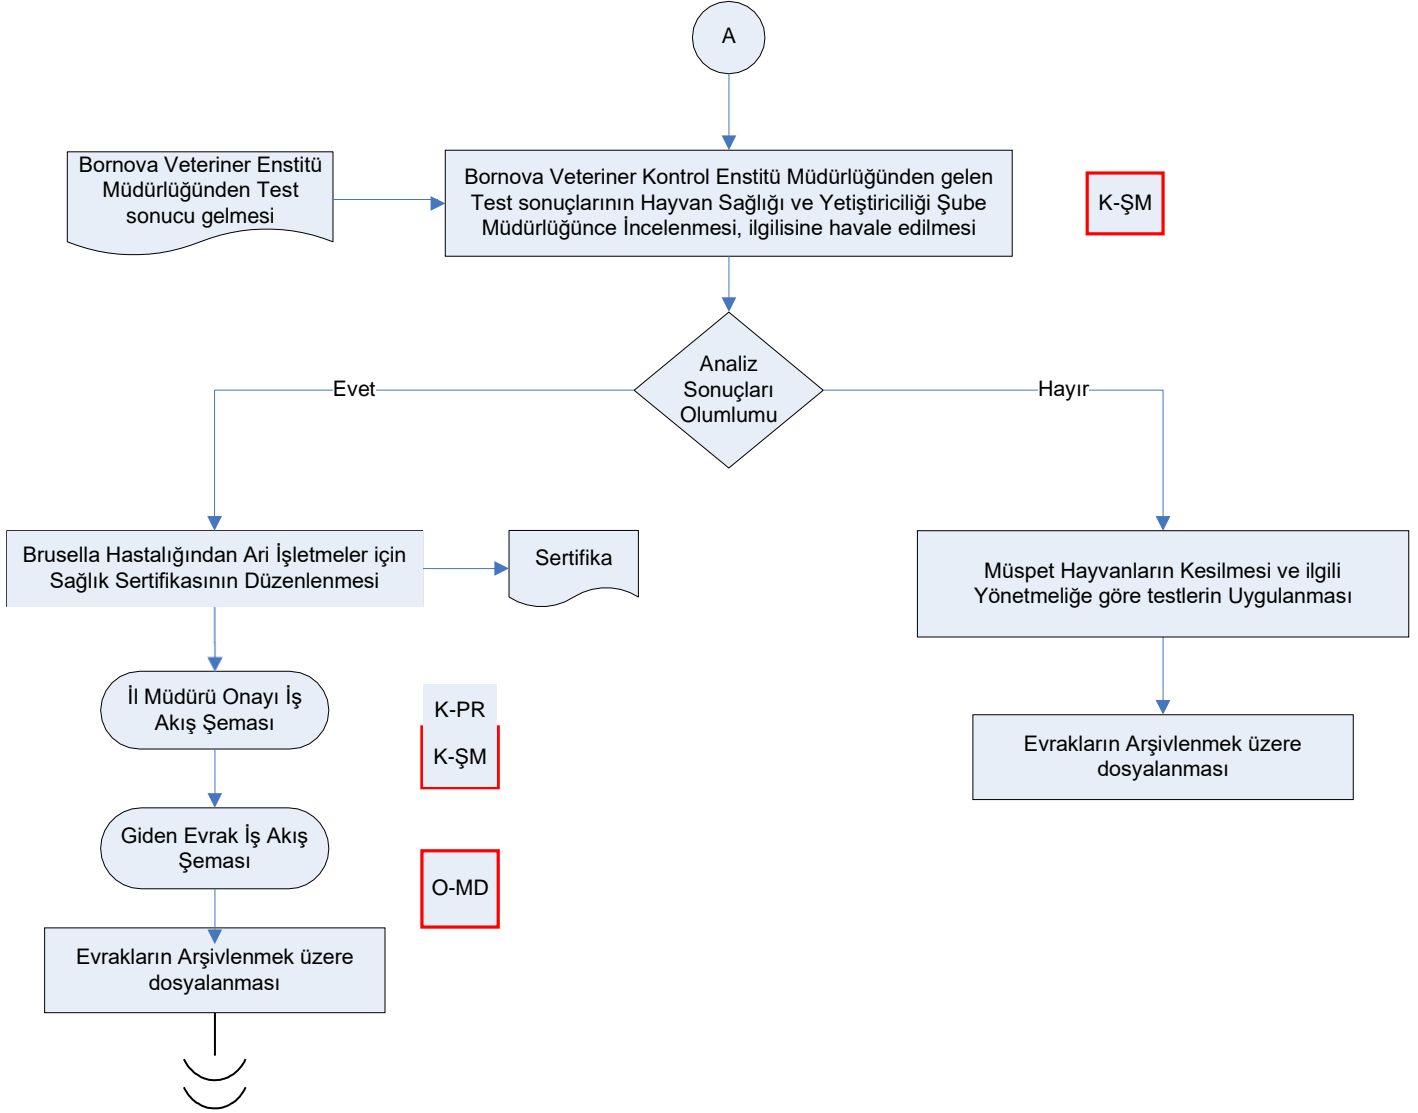 A
Bornova Veteriner Enstitü
Müdürlüğünden Test
sonucu gelmesi
Bornova Veteriner Kontrol Enstitü Müdürlüğünden gelen
Test sonuçlarının Hayvan Sağlığı ve Yetiştiriciliği Şube
Müdürlüğünce İncelenmesi, ilgilisine havale edilmesi
K-ŞM
Analiz
Sonuçları
Olumlumu
Evet
Hayır
Brusella Hastalığından Ari İşletmeler için
Sağlık Sertifikasının Düzenlenmesi
Sertifika
Müspet Hayvanların Kesilmesi ve ilgili
Yönetmeliğe göre testlerin Uygulanması
İl Müdürü Onayı İş
Akış Şeması
K-PR
K-ŞM
Evrakların Arşivlenmek üzere
dosyalanması
Giden Evrak İş Akış
Şeması
O-MD
Evrakların Arşivlenmek üzere
dosyalanması